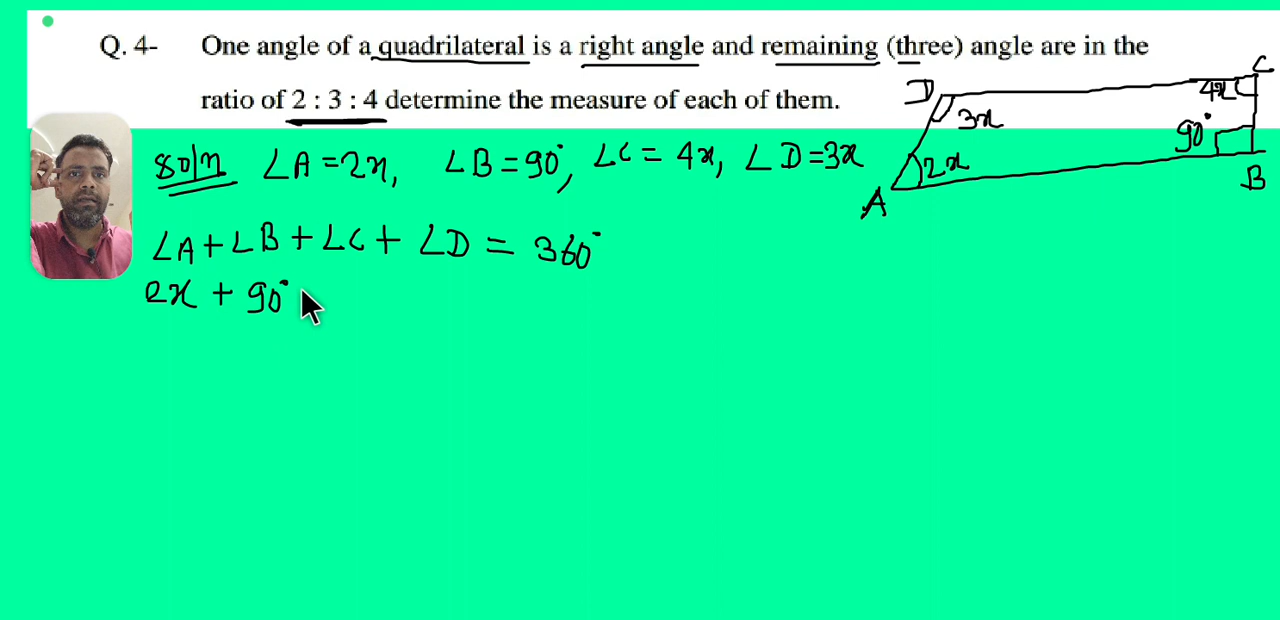 Q. 4- One angle of a quadrilateral is a right angle and remaining (three) angle are in the
ratio of 2 : 3 : 4 determine the measure of each of them.
D
C
3x
4x
90°
2x
A
B
Soln ∠A = 2x, ∠B = 90°, ∠C = 4x, ∠D = 3x
∠A + ∠B + ∠C + ∠D = 360°
2x + 90°